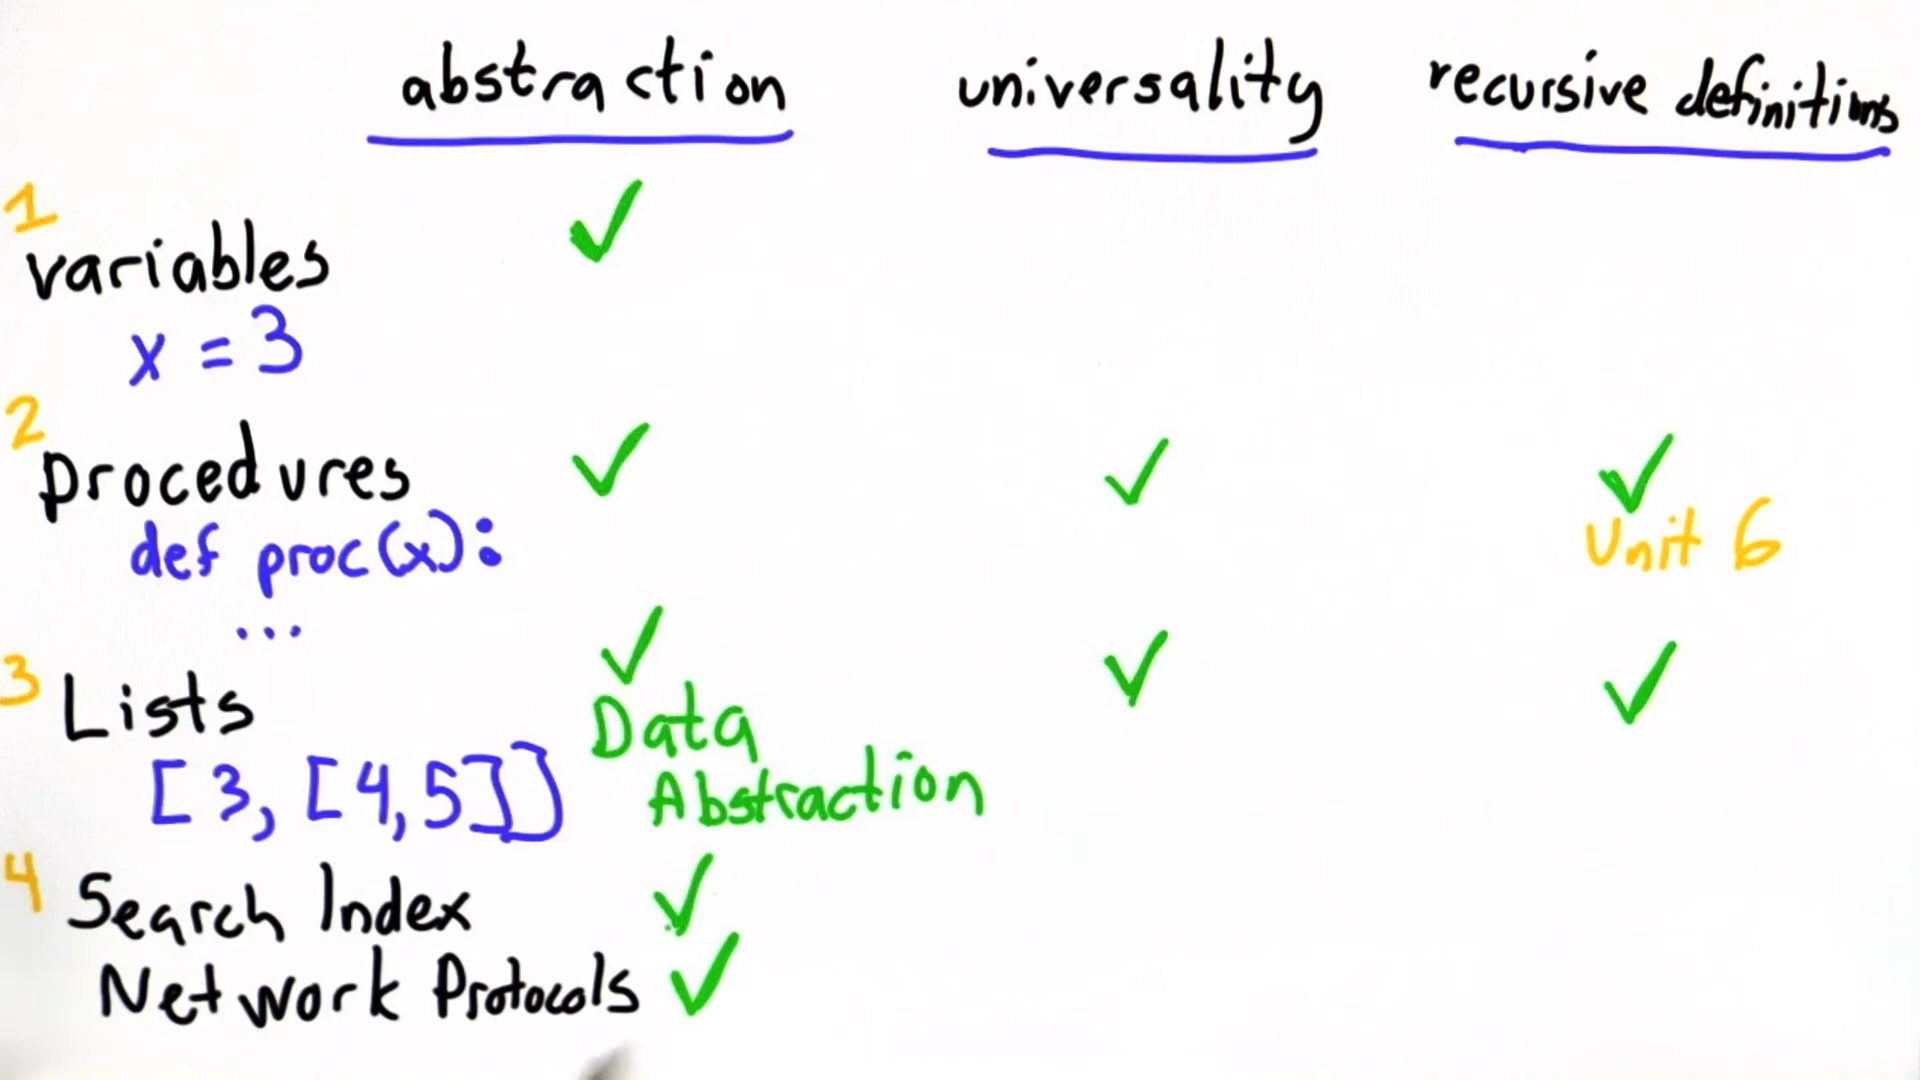 abstraction universality recursive definitions
1
variables
x = 3
2
procedures
def proc(x):
...
Unit 6
3
Lists
[3, [4,5]]
Data
Abstraction
4
Search Index
Network Protocols